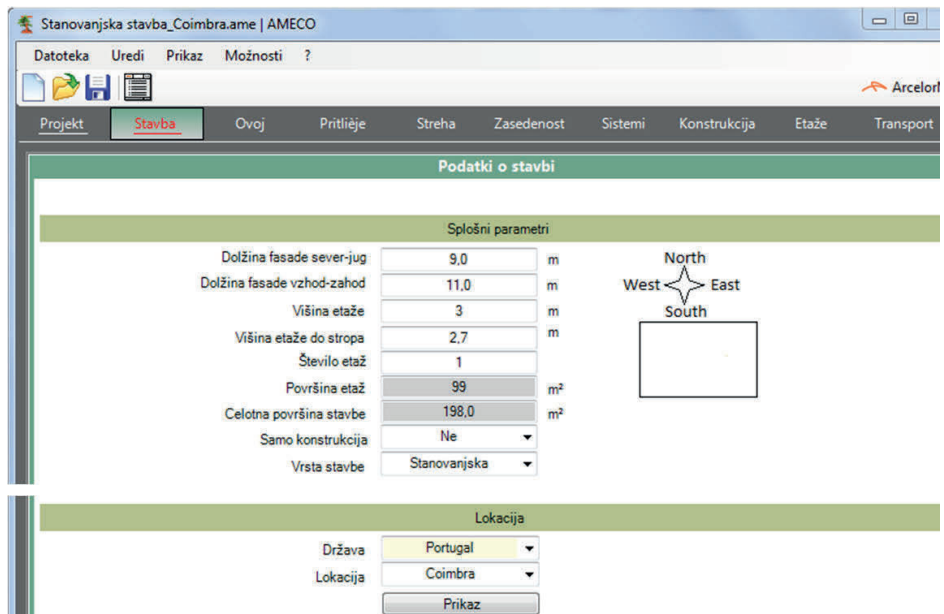 Stanovanjska stavba_Coimbra.ame | AMECO
Datoteka Uredi Prikaz Možnosti ?
Arcelor
Projekt Stavba Ovoj Pritlièje Streha Zasedenost Sistemi Konstrukcija Etaže Transport
Podatki o stavbi
Splošni parametri
Dolžina fasade sever-jug 9,0 m
Dolžina fasade vzhod-zahod 11,0 m
Višina etaže 3 m
Višina etaže do stropa 2,7 m
Število etaž 1
Površina etaž 99 m²
Celotna površina stavbe 198,0 m²
Samo konstrukcija Ne
Vrsta stavbe Stanovanjska
North
West East
South
Lokacija
Država Portugal
Lokacija Coimbra
Prikaz